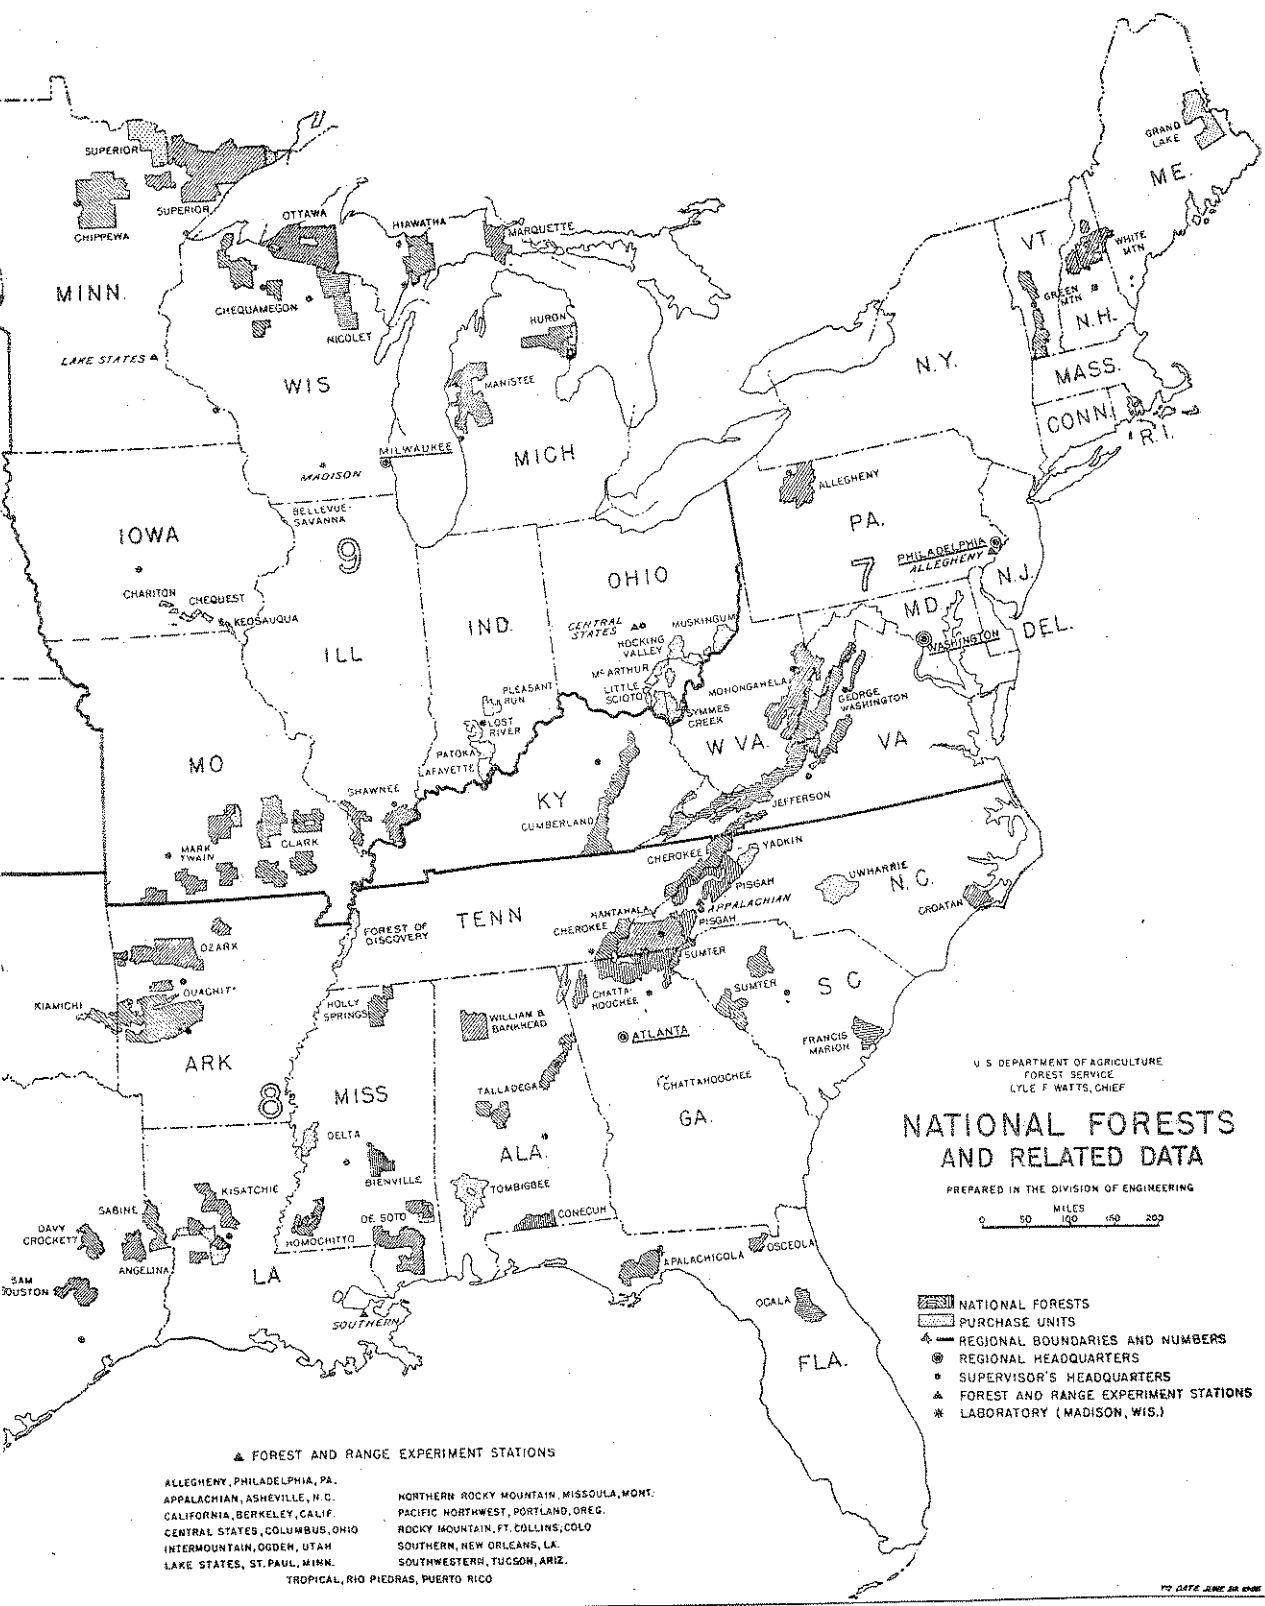 GRAND
LAKE
ME.
SUPERIOR
SUPERIOR
CHIPPEWA
OTTAWA
HIAWATHA
MARQUETTE
VT.
WHITE
MTN
MINN.
CHEQUAMEGON
NICOLET
HURON
GREEN
MTN
N.H.
LAKE STATES
WIS
MANISTEE
N.Y.
MASS.
CONN.
R.I.
MILWAUKEE
MADISON
MICH
ALLEGHENY
BELLEVUE-
SAVANNA
PA.
IOWA
9
7
PHILADELPHIA
ALLEGHENY
OHIO
N.J.
CHARITON
CHEQUEST
KEOSAUQUA
IND.
CENTRAL
STATES
MUSKINGUM
HOCKING
VALLEY
MD.
WASHINGTON
DEL.
ILL
McARTHUR
LITTLE
SCIOTO
PLEASANT
RUN
MONONGAHELA
GEORGE
WASHINGTON
SYMMES
CREEK
LOST
RIVER
W VA.
VA
PATOKA
LAFAYETTE
MO
SHAWNEE
KY
JEFFERSON
CUMBERLAND
MARK
TWAIN
CLARK
CHEROKEE
YADKIN
PISGAH
UWHARRIE
N.C.
CROATAN
APPALACHIAN
NANTAHALA
PISGAH
TENN
CHEROKEE
FOREST OF
DISCOVERY
OZARK
SUMTER
SUMTER
S C
KIAMICHI
OUACHIT
CHATTA-
HOOCHEE
HOLLY
SPRINGS
WILLIAM B
BANKHEAD
ATLANTA
FRANCIS
MARION
ARK
MISS
8
TALLADEGA
CHATTAHOOCHEE
GA.
U S DEPARTMENT OF AGRICULTURE
FOREST SERVICE
LYLE F WATTS, CHIEF
NATIONAL FORESTS
AND RELATED DATA
PREPARED IN THE DIVISION OF ENGINEERING
MILES
0 50 100 150 200
DELTA
BIENVILLE
ALA.
TOMBIGBEE
KISATCHIE
SABINE
DAVY
CROCKETT
ANGELINA
HOMOCHITTO
DE SOTO
CONECUH
APALACHICOLA
OSCEOLA
LA
SAM
HOUSTON
SOUTHERN
OCALA
FLA.
NATIONAL FORESTS
PURCHASE UNITS
4 REGIONAL BOUNDARIES AND NUMBERS
REGIONAL HEADQUARTERS
SUPERVISOR'S HEADQUARTERS
FOREST AND RANGE EXPERIMENT STATIONS
LABORATORY (MADISON, WIS.)
FOREST AND RANGE EXPERIMENT STATIONS
ALLEGHENY, PHILADELPHIA, PA.
APPALACHIAN, ASHEVILLE, N.C.
CALIFORNIA, BERKELEY, CALIF.
CENTRAL STATES, COLUMBUS, OHIO
INTERMOUNTAIN, OGDEN, UTAH
LAKE STATES, ST. PAUL, MINN.
NORTHERN ROCKY MOUNTAIN, MISSOULA, MONT.
PACIFIC NORTHWEST, PORTLAND, OREG.
ROCKY MOUNTAIN, FT. COLLINS, COLO
SOUTHERN, NEW ORLEANS, LA.
SOUTHWESTERN, TUCSON, ARIZ.
TROPICAL, RIO PIEDRAS, PUERTO RICO
TO DATE JUNE 30